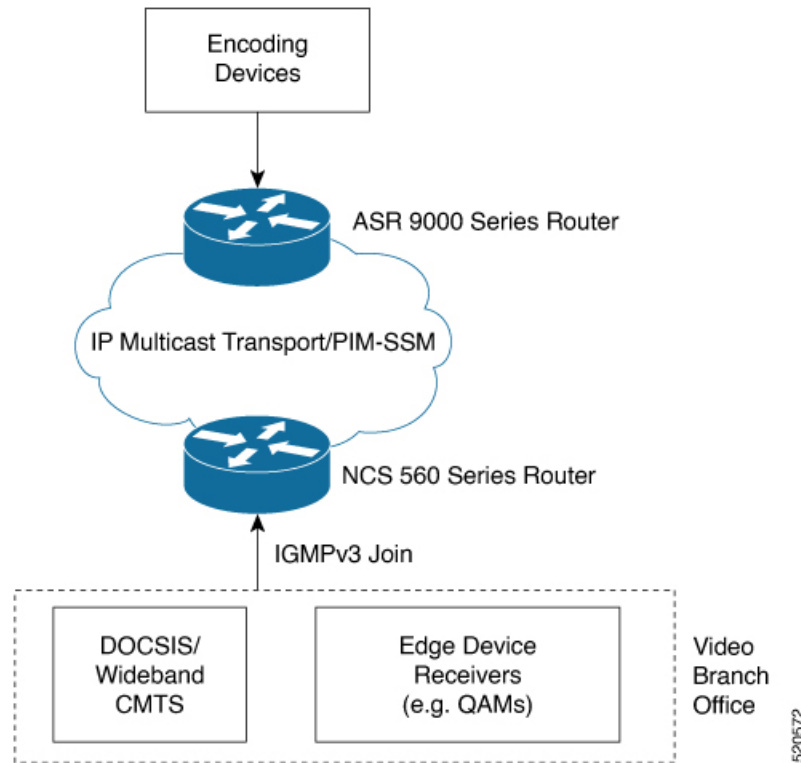 Encoding
Devices
ASR 9000 Series Router
IP Multicast Transport/PIM-SSM
NCS 560 Series Router
IGMPv3 Join
DOCSIS/
Wideband
CMTS
Edge Device
Receivers
(e.g. QAMs)
Video
Branch
Office
520572